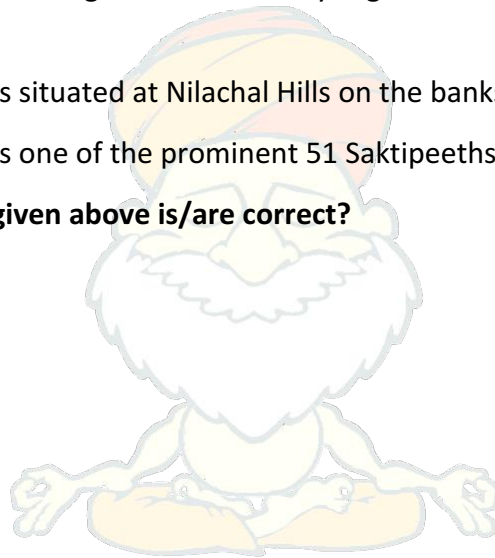 s situated at Nilachal Hills on the bank
s one of the prominent 51 Saktipeeths
given above is/are correct?